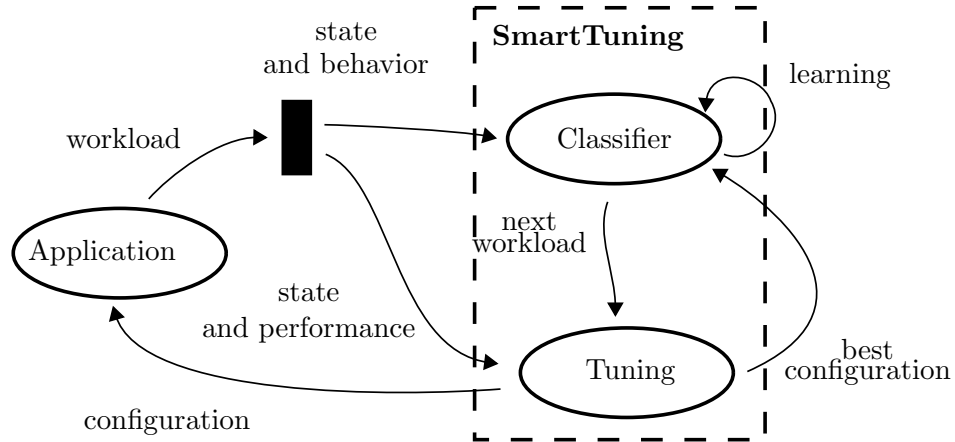 state
and behavior
SmartTuning
learning
workload
Classifier
next
workload
Application
state
and performance
Tuning
best
configuration
configuration